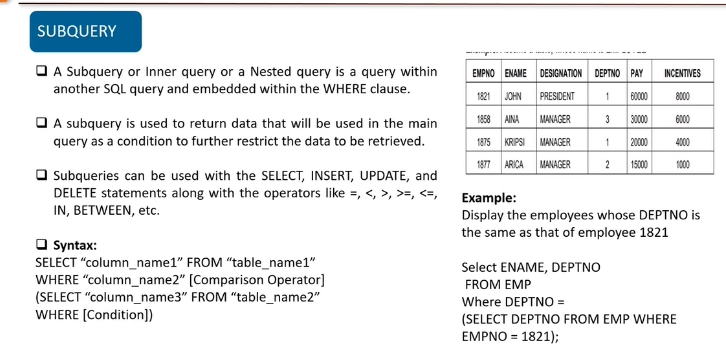 SUBQUERY
❑ A Subquery or Inner query or a Nested query is a query within
another SQL query and embedded within the WHERE clause.
❑ A subquery is used to return data that will be used in the main
query as a condition to further restrict the data to be retrieved.
❑ Subqueries can be used with the SELECT, INSERT, UPDATE, and
DELETE statements along with the operators like =, <, >, >=, <=,
IN, BETWEEN, etc.
❑ Syntax:
SELECT “column_name1” FROM “table_name1”
WHERE “column_name2” [Comparison Operator]
(SELECT “column_name3” FROM “table_name2”
WHERE [Condition])
EMPNO ENAME DESIGNATION DEPTNO PAY INCENTIVES
1821 JOHN PRESIDENT 1 60000 8000
1858 AINA MANAGER 3 30000 6000
1875 KRIPSI MANAGER 1 20000 4000
1877 ARICA MANAGER 2 15000 1000
Example:
Display the employees whose DEPTNO is
the same as that of employee 1821
Select ENAME, DEPTNO
FROM EMP
Where DEPTNO =
(SELECT DEPTNO FROM EMP WHERE
EMPNO = 1821);